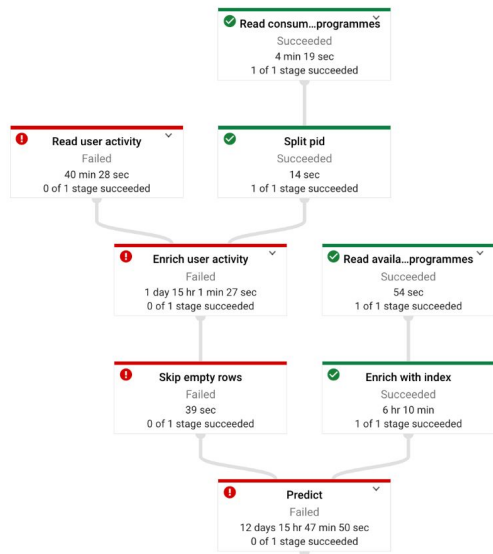 Read consum...programmes
Succeeded
4 min 19 sec
1 of 1 stage succeeded
Read user activity
Failed
40 min 28 sec
0 of 1 stage succeeded
Split pid
Succeeded
14 sec
1 of 1 stage succeeded
Enrich user activity
Failed
1 day 15 hr 1 min 27 sec
0 of 1 stage succeeded
Read availa...programmes
Succeeded
54 sec
1 of 1 stage succeeded
Skip empty rows
Failed
39 sec
0 of 1 stage succeeded
Enrich with index
Succeeded
6 hr 10 min
1 of 1 stage succeeded
Predict
Failed
12 days 15 hr 47 min 50 sec
0 of 1 stage succeeded